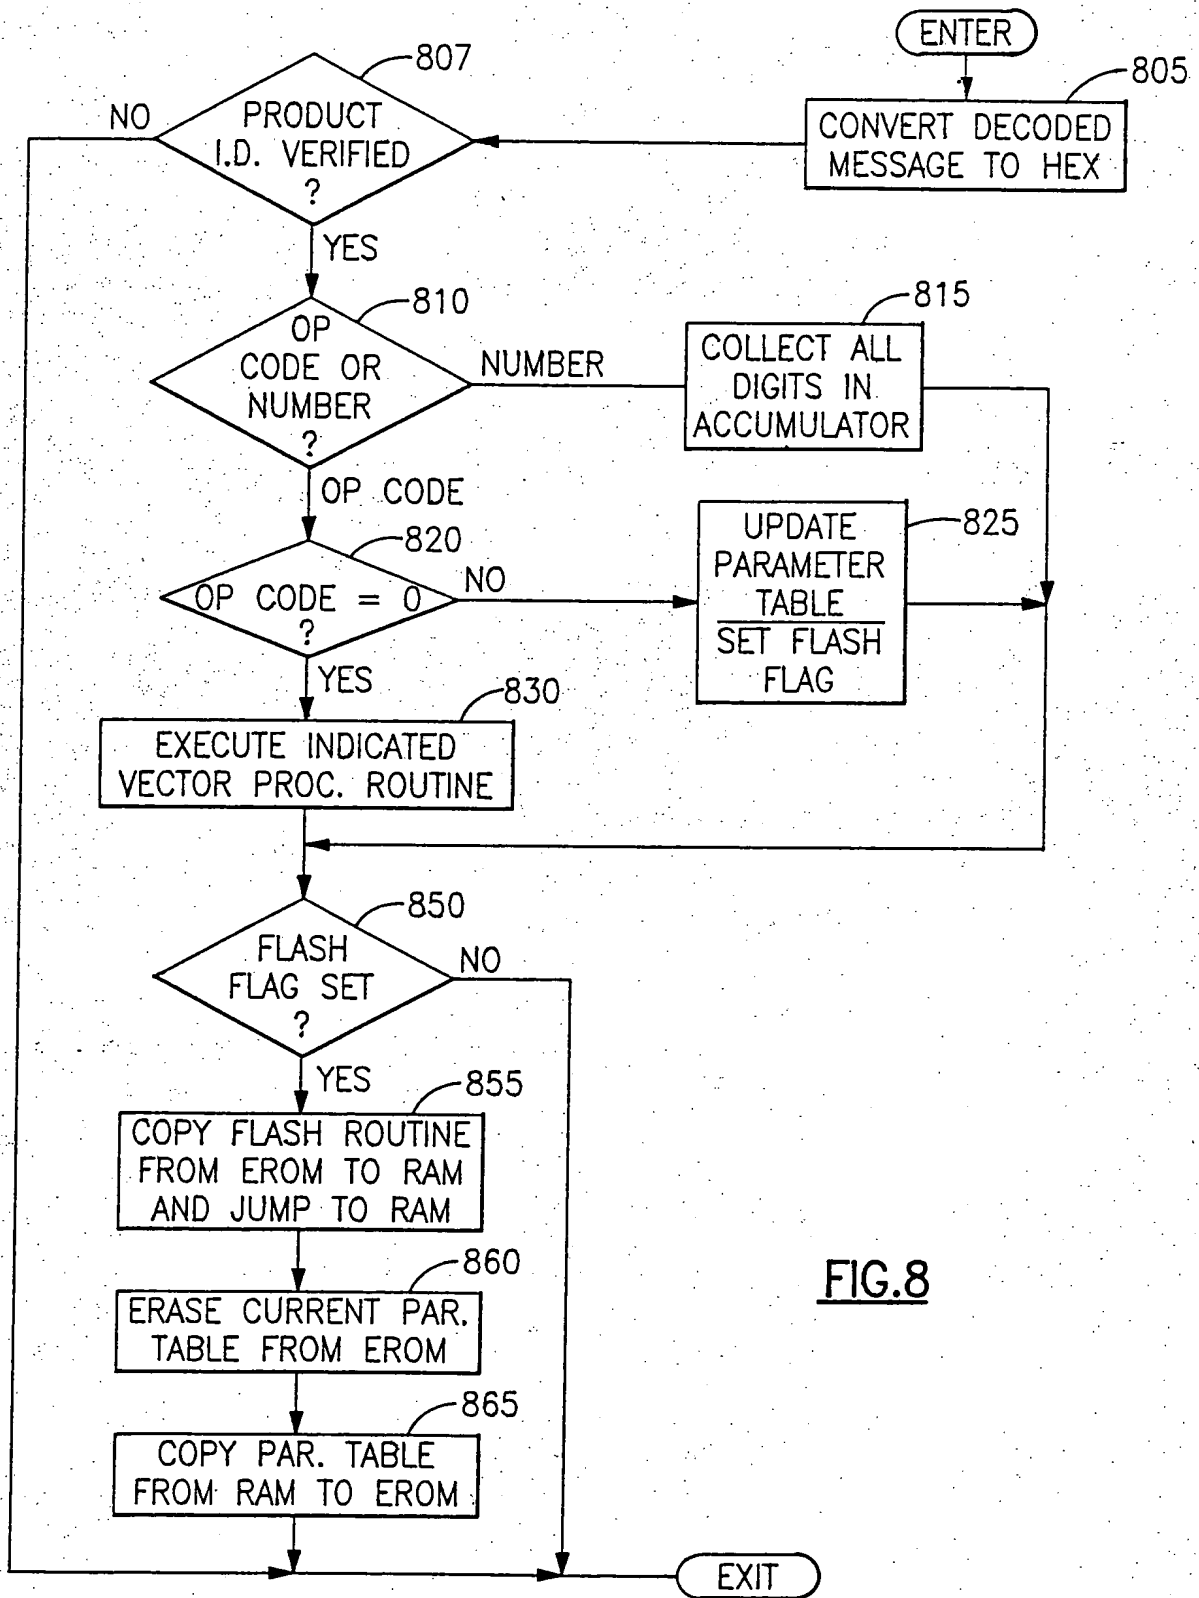 ENTER
807
805
NO
PRODUCT
I.D. VERIFIED
?
CONVERT DECODED
MESSAGE TO HEX
YES
810
815
OP
CODE OR
NUMBER
?
NUMBER
COLLECT ALL
DIGITS IN
ACCUMULATOR
OP CODE
820
825
OP CODE = 0
?
NO
UPDATE
PARAMETER
TABLE
SET FLASH
FLAG
YES
830
EXECUTE INDICATED
VECTOR PROC. ROUTINE
850
FLASH
FLAG SET
?
NO
YES
855
COPY FLASH ROUTINE
FROM EROM TO RAM
AND JUMP TO RAM
860
ERASE CURRENT PAR.
TABLE FROM EROM
FIG.8
865
COPY PAR. TABLE
FROM RAM TO EROM
EXIT